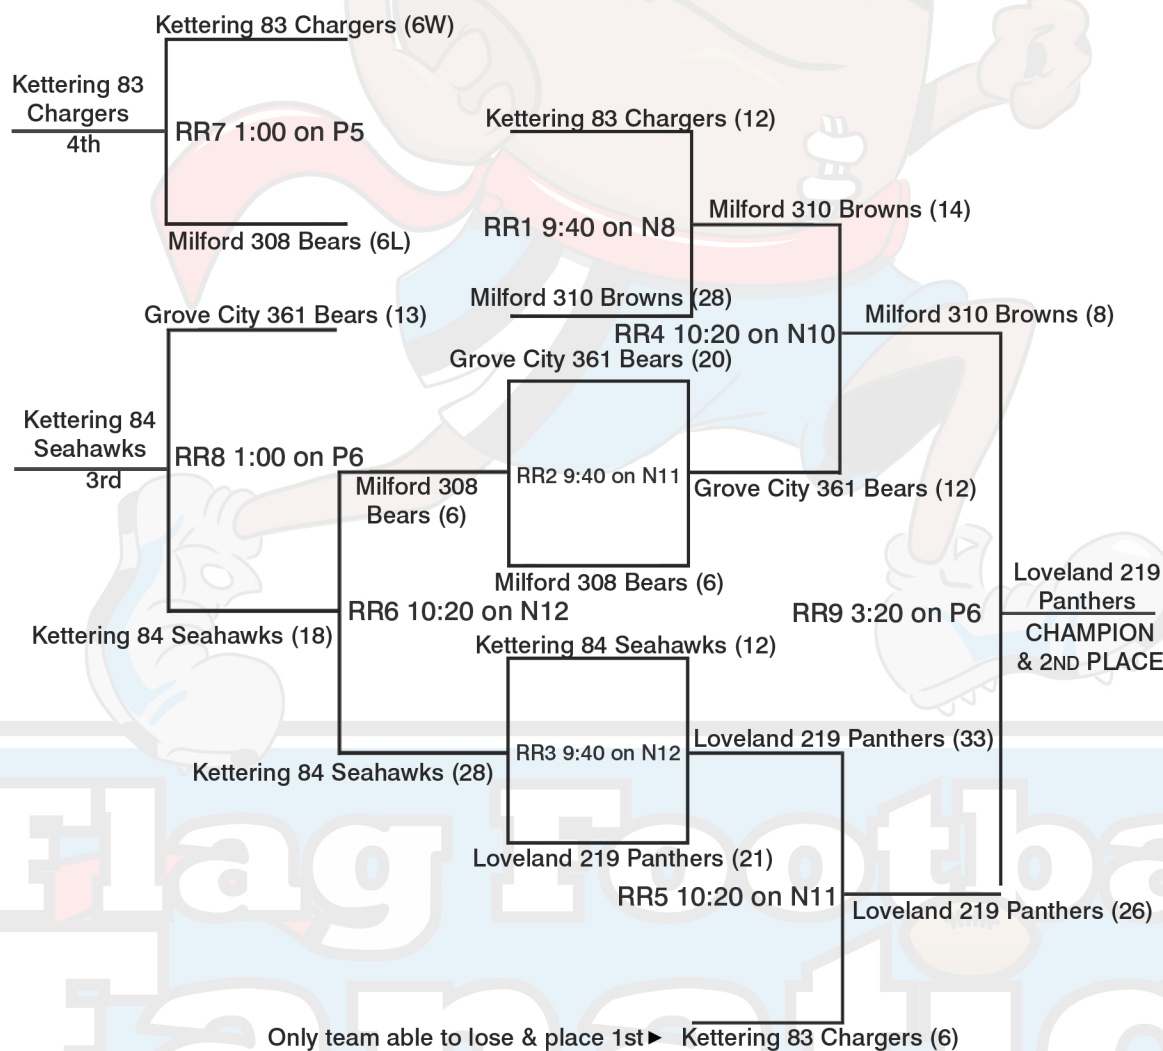 Kettering 83 Chargers (6W)
Kettering 83
Chargers
4th
RR7 1:00 on P5
Milford 308 Bears (6L)
Kettering 83 Chargers (12)
RR1 9:40 on N8
Milford 310 Browns (14)
Milford 310 Browns (28)
Grove City 361 Bears (13)
RR4 10:20 on N10
Milford 310 Browns (8)
Grove City 361 Bears (20)
Kettering 84
Seahawks
3rd
RR8 1:00 on P6
Milford 308
Bears (6)
RR2 9:40 on N11
Grove City 361 Bears (12)
Milford 308 Bears (6)
RR6 10:20 on N12
Kettering 84 Seahawks (18)
RR9 3:20 on P6
Loveland 219
Panthers
CHAMPION
& 2ND PLACE
Kettering 84 Seahawks (12)
RR3 9:40 on N12
Loveland 219 Panthers (33)
Kettering 84 Seahawks (28)
Loveland 219 Panthers (21)
RR5 10:20 on N11
Loveland 219 Panthers (26)
Only team able to lose & place 1st► Kettering 83 Chargers (6)
Flag Footba